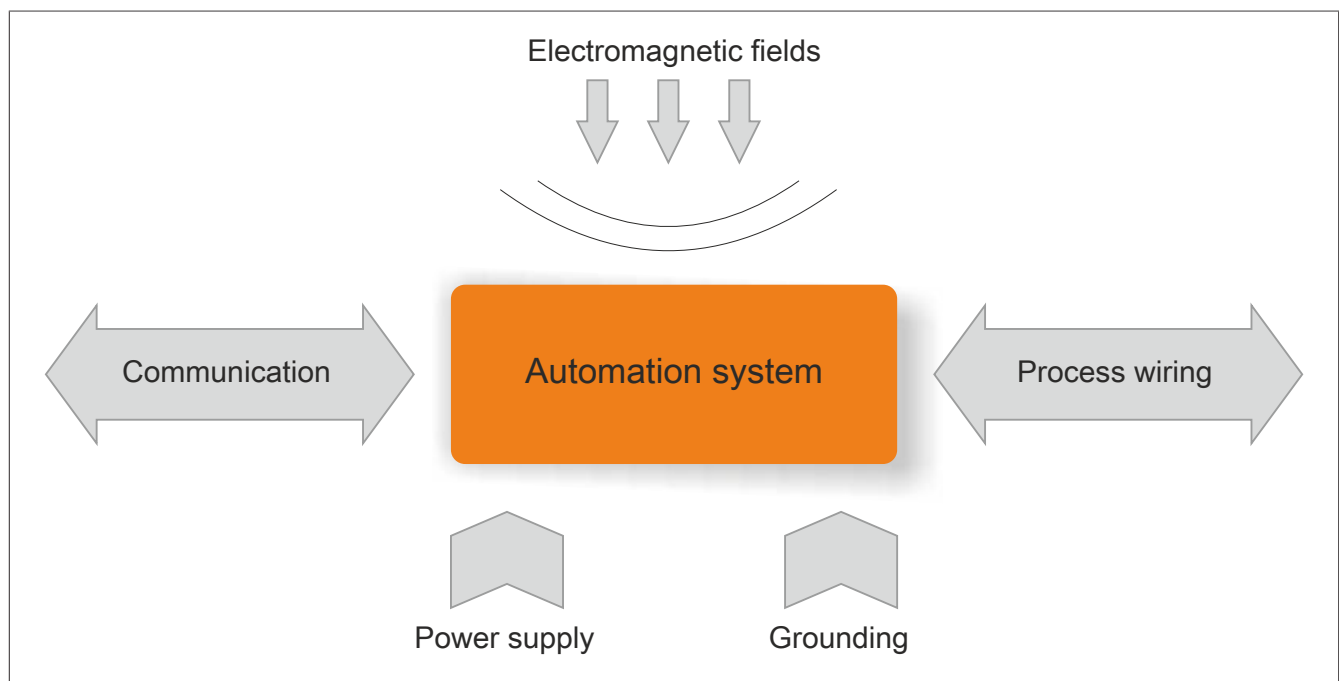 Electromagnetic fields
Communication
Automation system
Process wiring
Power supply
Grounding